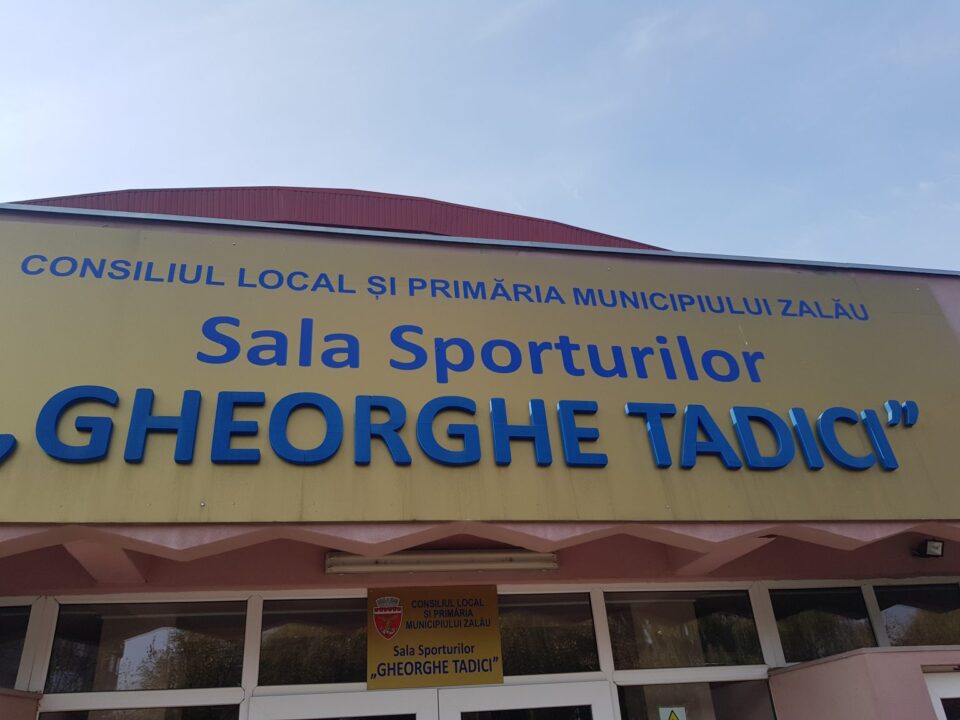 CONSILIUL LOCAL ȘI PRIMĂRIA MUNICIPIULUI ZALĂU
Sala Sporturilor
„GHEORGHE TADICI”
CONSILIUL LOCAL
ȘI PRIMĂRIA
MUNICIPIULUI ZALĂU
Sala Sporturilor
„GHEORGHE TADICI”